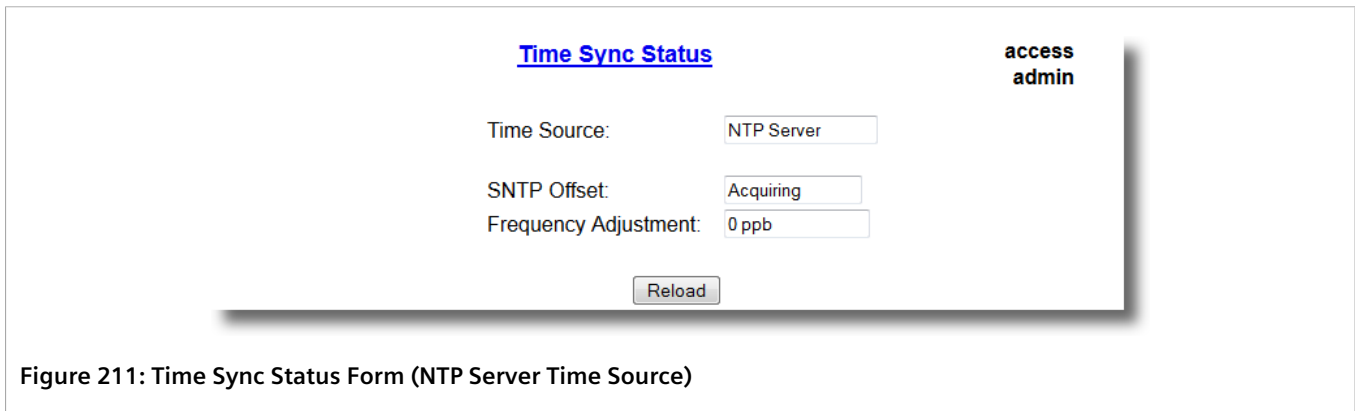 Time Sync Status
access
admin
Time Source: NTP Server
SNTP Offset: Acquiring
Frequency Adjustment: 0 ppb
Reload
Figure 211: Time Sync Status Form (NTP Server Time Source)